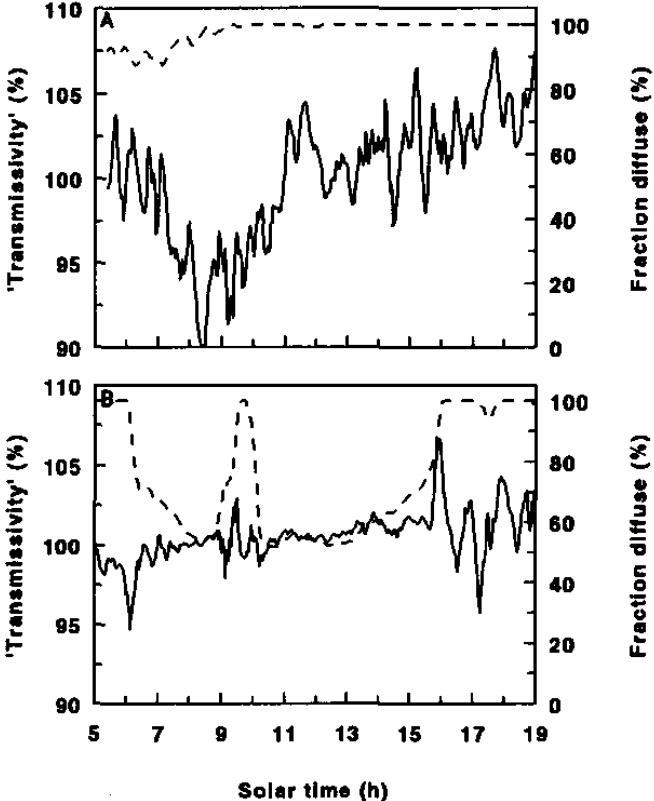 A
110
105
100
95
90
'Transmissivity' (%)
100
80
60
40
20
0
Fraction diffuse (%)
B
110
105
100
95
90
'Transmissivity' (%)
100
80
60
40
20
0
Fraction diffuse (%)
5 7 9 11 13 15 17 19
Solar time (h)